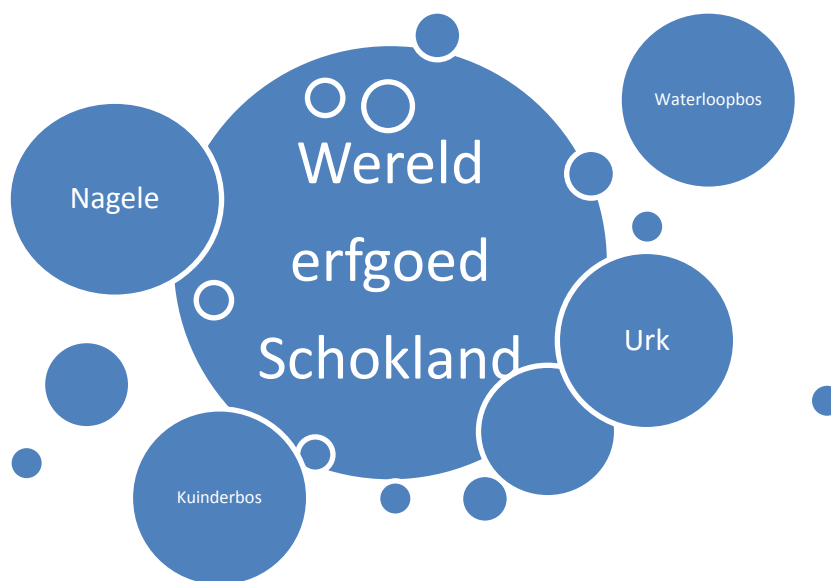 Waterloopbos
Wereld
erfgoed
Schokland
Nagele
Urk
Kuinderbos